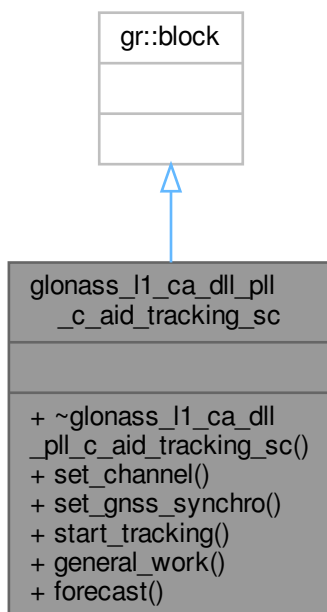 gr::block
glonass_l1_ca_dll_pll
_c_aid_tracking_sc
+ ~glonass_l1_ca_dll
_pll_c_aid_tracking_sc()
+ set_channel()
+ set_gnss_synchro()
+ start_tracking()
+ general_work()
+ forecast()